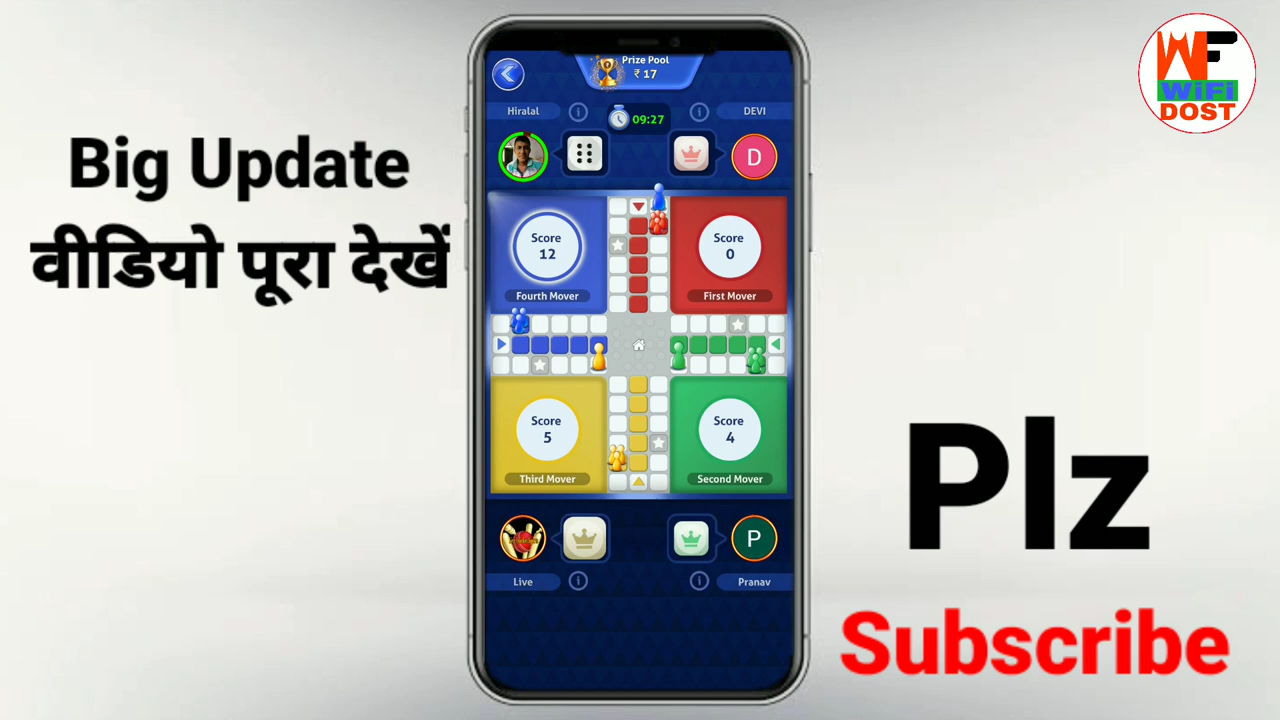 Big Update
वीडियो पूरा देखें
Prize Pool
₹ 17
Hiralal
09:27
DEVI
D
Score
12
Fourth Mover
Score
0
First Mover
Score
5
Third Mover
Score
4
Second Mover
P
Live
Pranav
WF
WiFi
DOST
Plz
Subscribe